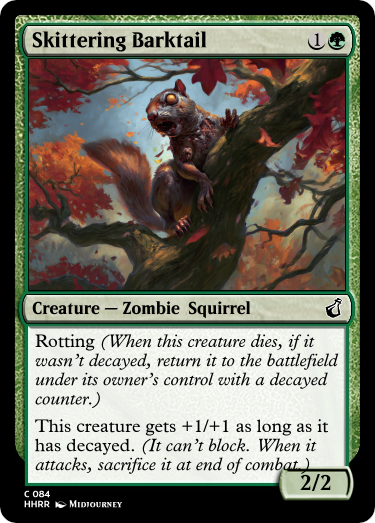 Skittering Barktail 1
Creature — Zombie Squirrel
Rotting (When this creature dies, if it
wasn't decayed, return it to the battlefield
under its owner's control with a decayed
counter.)
This creature gets +1/+1 as long as it
has decayed. (It can't block. When it
attacks, sacrifice it at end of combat.)
2/2
C 084
HHRR Midjourney